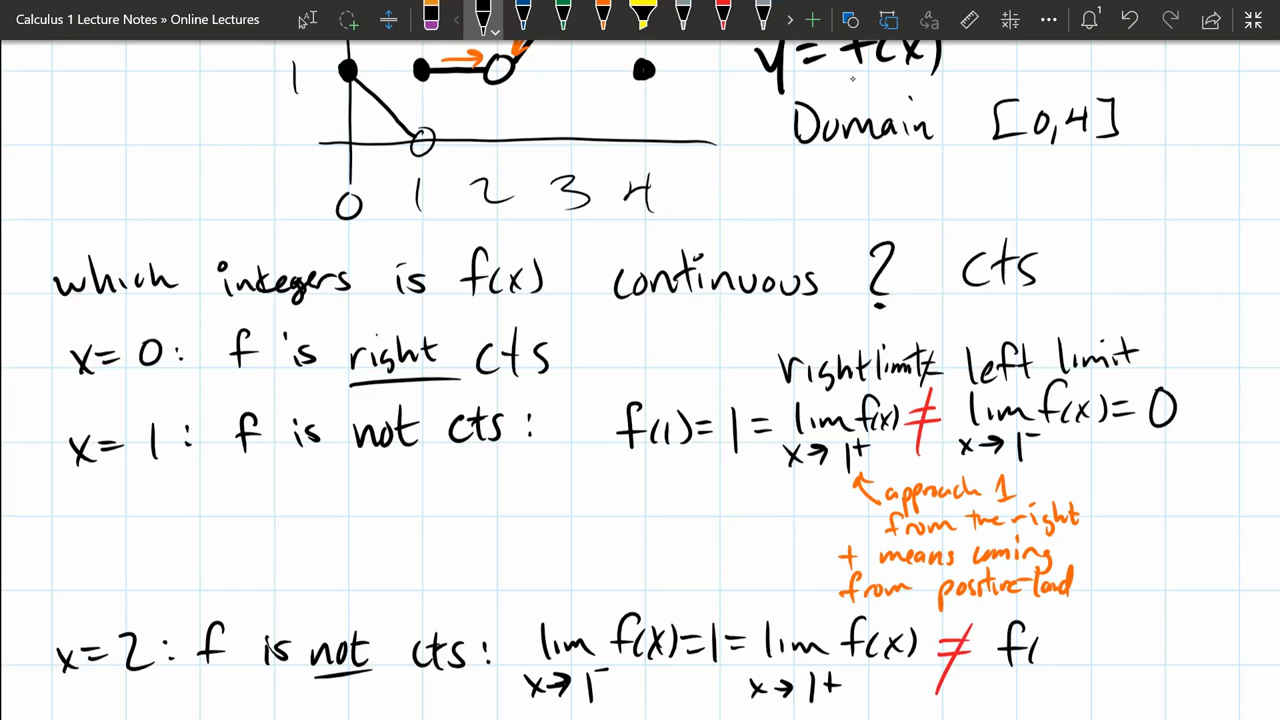 Calculus 1 Lecture Notes » Online Lectures
1
y = f(x)
Domain [0,4]
0 1 2 3 4
which integers is f(x) continuous ? cts
x = 0 : f is right cts
right limit ≠ left limit
x = 1 : f is not cts : f(1) = 1 = lim x→1⁺ f(x) ≠ lim x→1⁻ f(x) = 0
approach 1
from the right
+ means coming
from positive-land
x = 2 : f is not cts : lim x→1⁻ f(x) = 1 = lim x→1⁺ f(x) ≠ f(